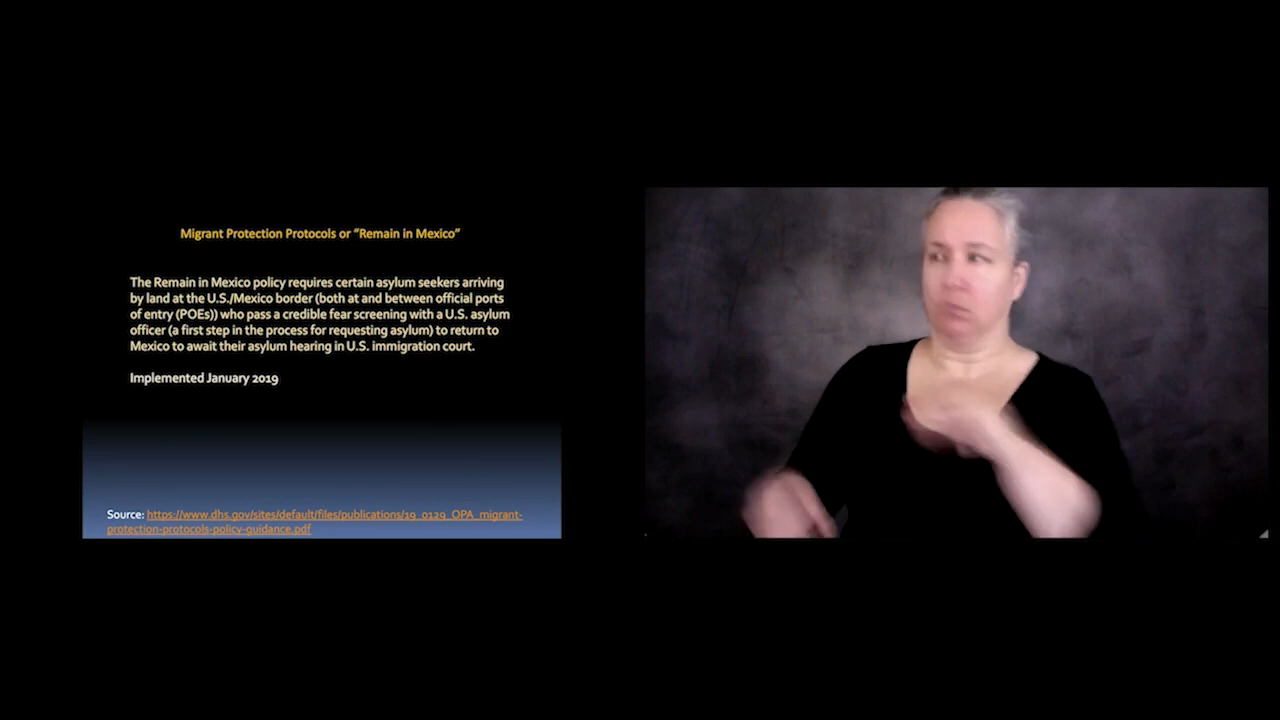 Migrant Protection Protocols or “Remain in Mexico”
The Remain in Mexico policy requires certain asylum seekers arriving
by land at the U.S./Mexico border (both at and between official ports
of entry (POEs)) who pass a credible fear screening with a U.S. asylum
officer (a first step in the process for requesting asylum) to return to
Mexico to await their asylum hearing in U.S. immigration court.
Implemented January 2019
Source: https://www.dhs.gov/sites/default/files/publications/19_0129_OPA_migrant-
protection-protocols-policy-guidance.pdf